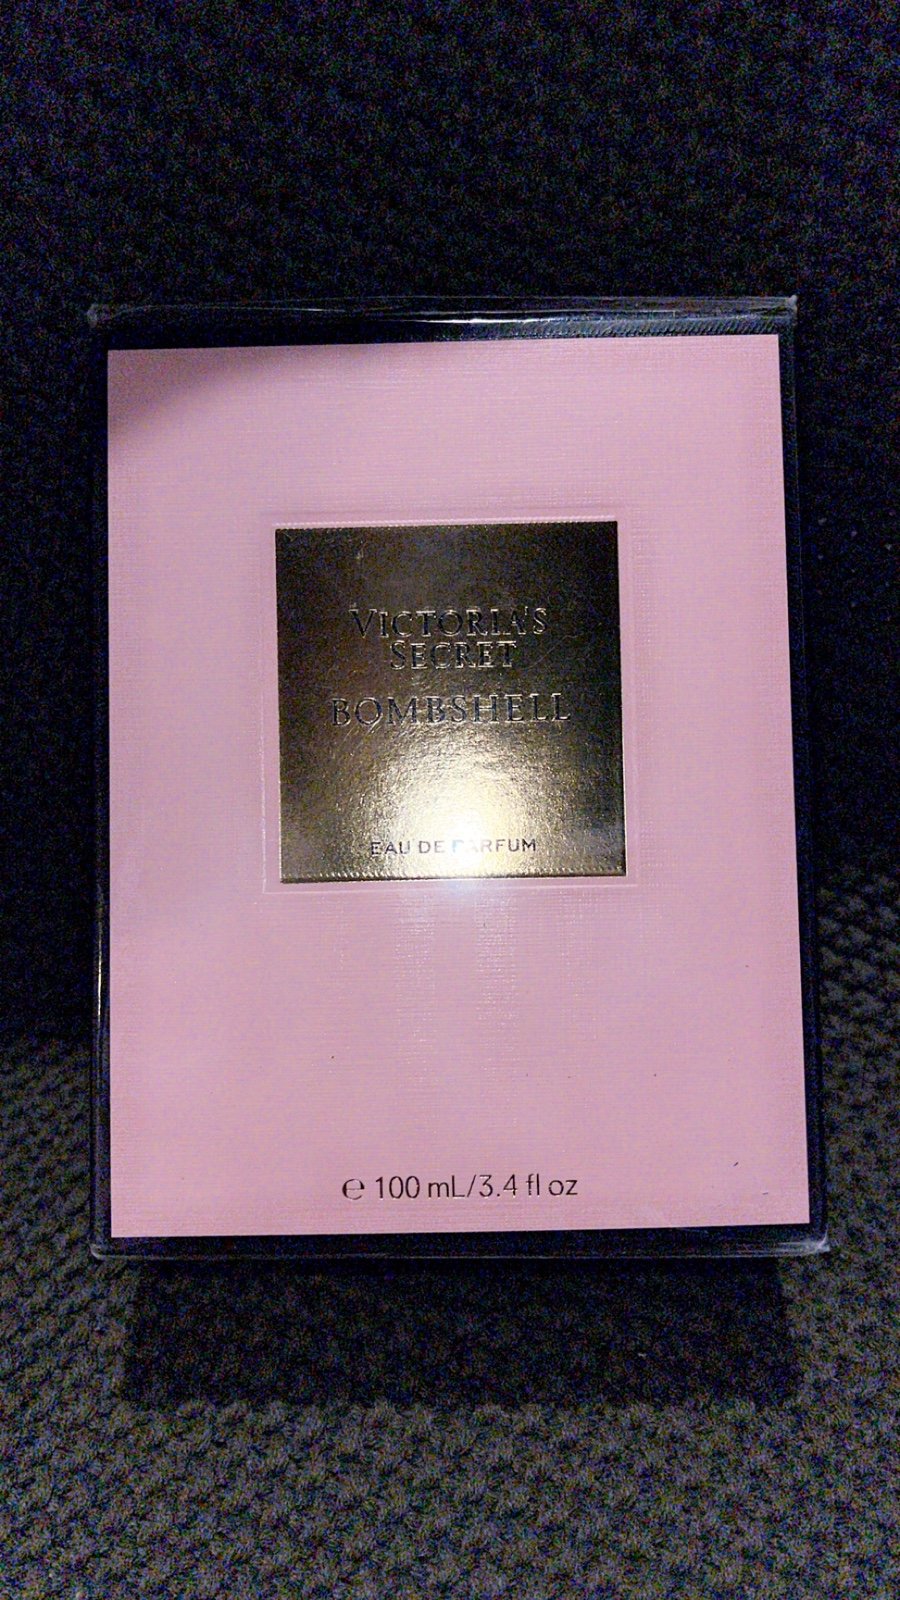 VICTORIA'S
SECRET
BOMBSHELL
EAU DE PARFUM
℮ 100 mL/3.4 fl oz